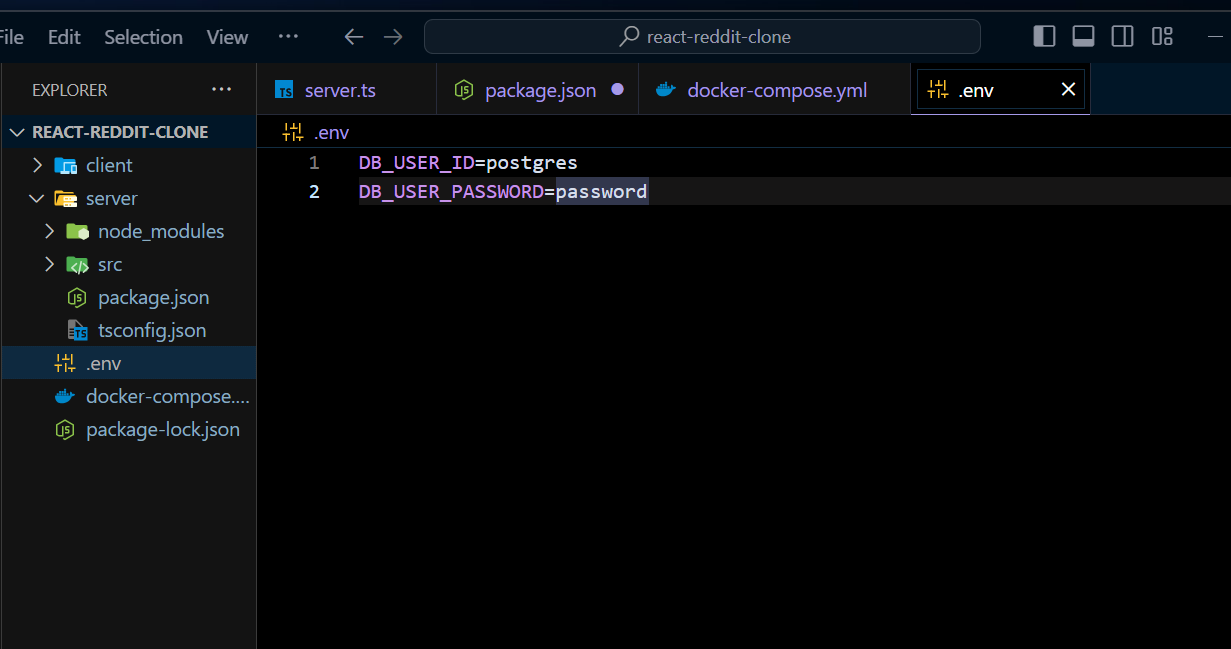 File Edit Selection View ··· react-reddit-clone
EXPLORER ···
server.ts package.json docker-compose.yml .env
REACT-REDDIT-CLONE
client
server
node_modules
src
package.json
tsconfig.json
.env
docker-compose....
package-lock.json
.env
1 DB_USER_ID=postgres
2 DB_USER_PASSWORD=password